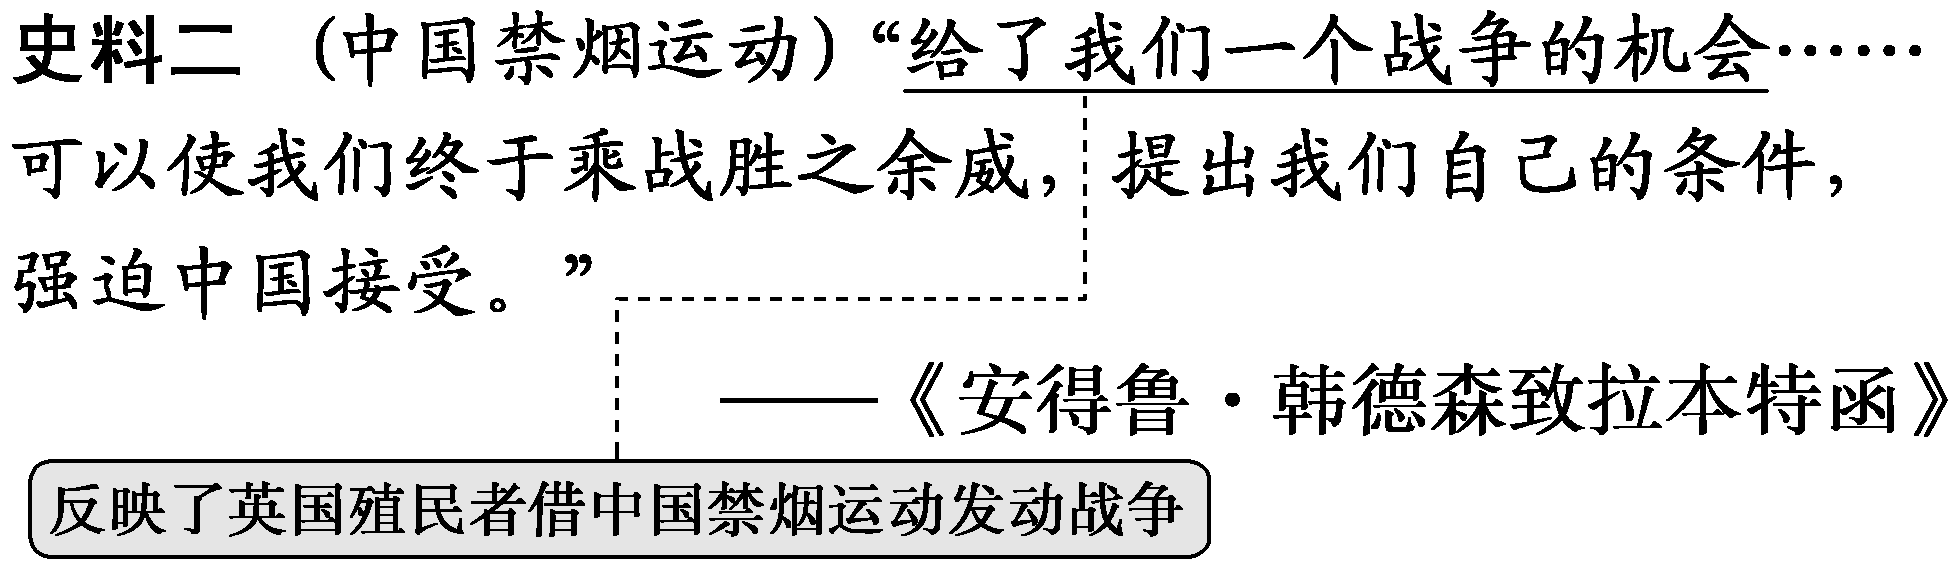 史料二 (中国禁烟运动)“给了我们一个战争的机会……
可以使我们终于乘战胜之余威,提出我们自己的条件,
强迫中国接受。”
——《安得鲁·韩德森致拉本特函》
反映了英国殖民者借中国禁烟运动发动战争